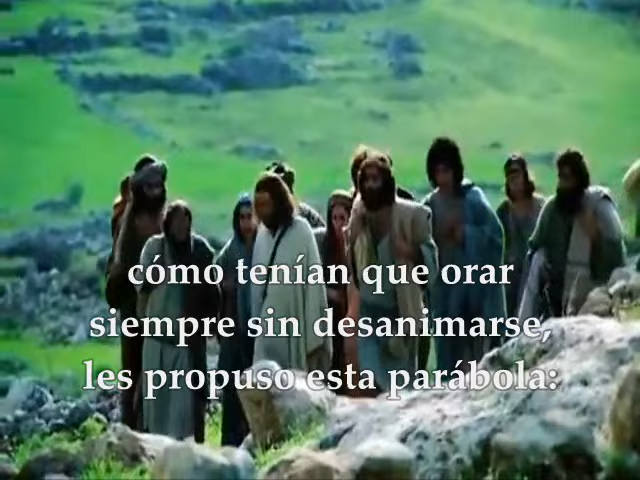 cómo tenían que orar
siempre sin desanimarse,
les propuso esta parábola: